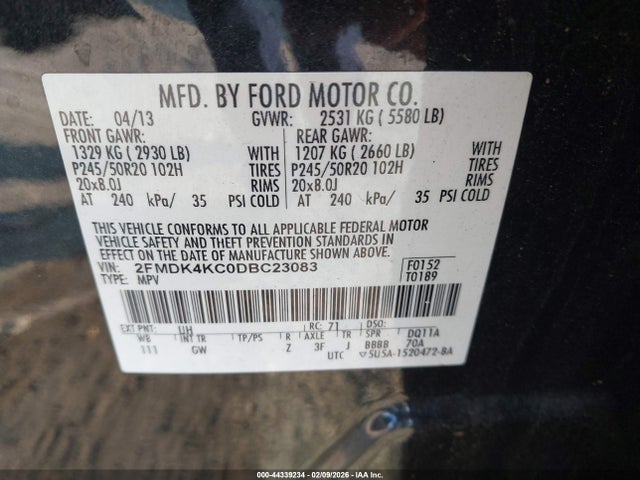 MFD. BY FORD MOTOR CO.
DATE: 04/13 GVWR: 2531 KG ( 5580 LB)
FRONT GAWR: REAR GAWR:
1329 KG ( 2930 LB) WITH 1207 KG ( 2660 LB) WITH
P245/50R20 102H TIRES P245/50R20 102H TIRES
20x8.0J RIMS 20x8.0J RIMS
AT 240 kPa/ 35 PSI COLD AT 240 kPa/ 35 PSI COLD
THIS VEHICLE CONFORMS TO ALL APPLICABLE FEDERAL MOTOR
VEHICLE SAFETY AND THEFT PREVENTION STANDARDS IN
EFFECT ON THE DATE OF MANUFACTURE SHOWN ABOVE.
VIN: 2FMDK4KC0DBC23083 F0152
TYPE: MPV T0189
EXT PNT: UH RC: 71 DSO:
WB INT TR TP/PS R AXLE TR SPR DQ11A
111 GW Z 3F J BBBB 70A
UTC 5U5A-1520472-BA
000-44339234 - 02/09/2026 - IAA Inc.